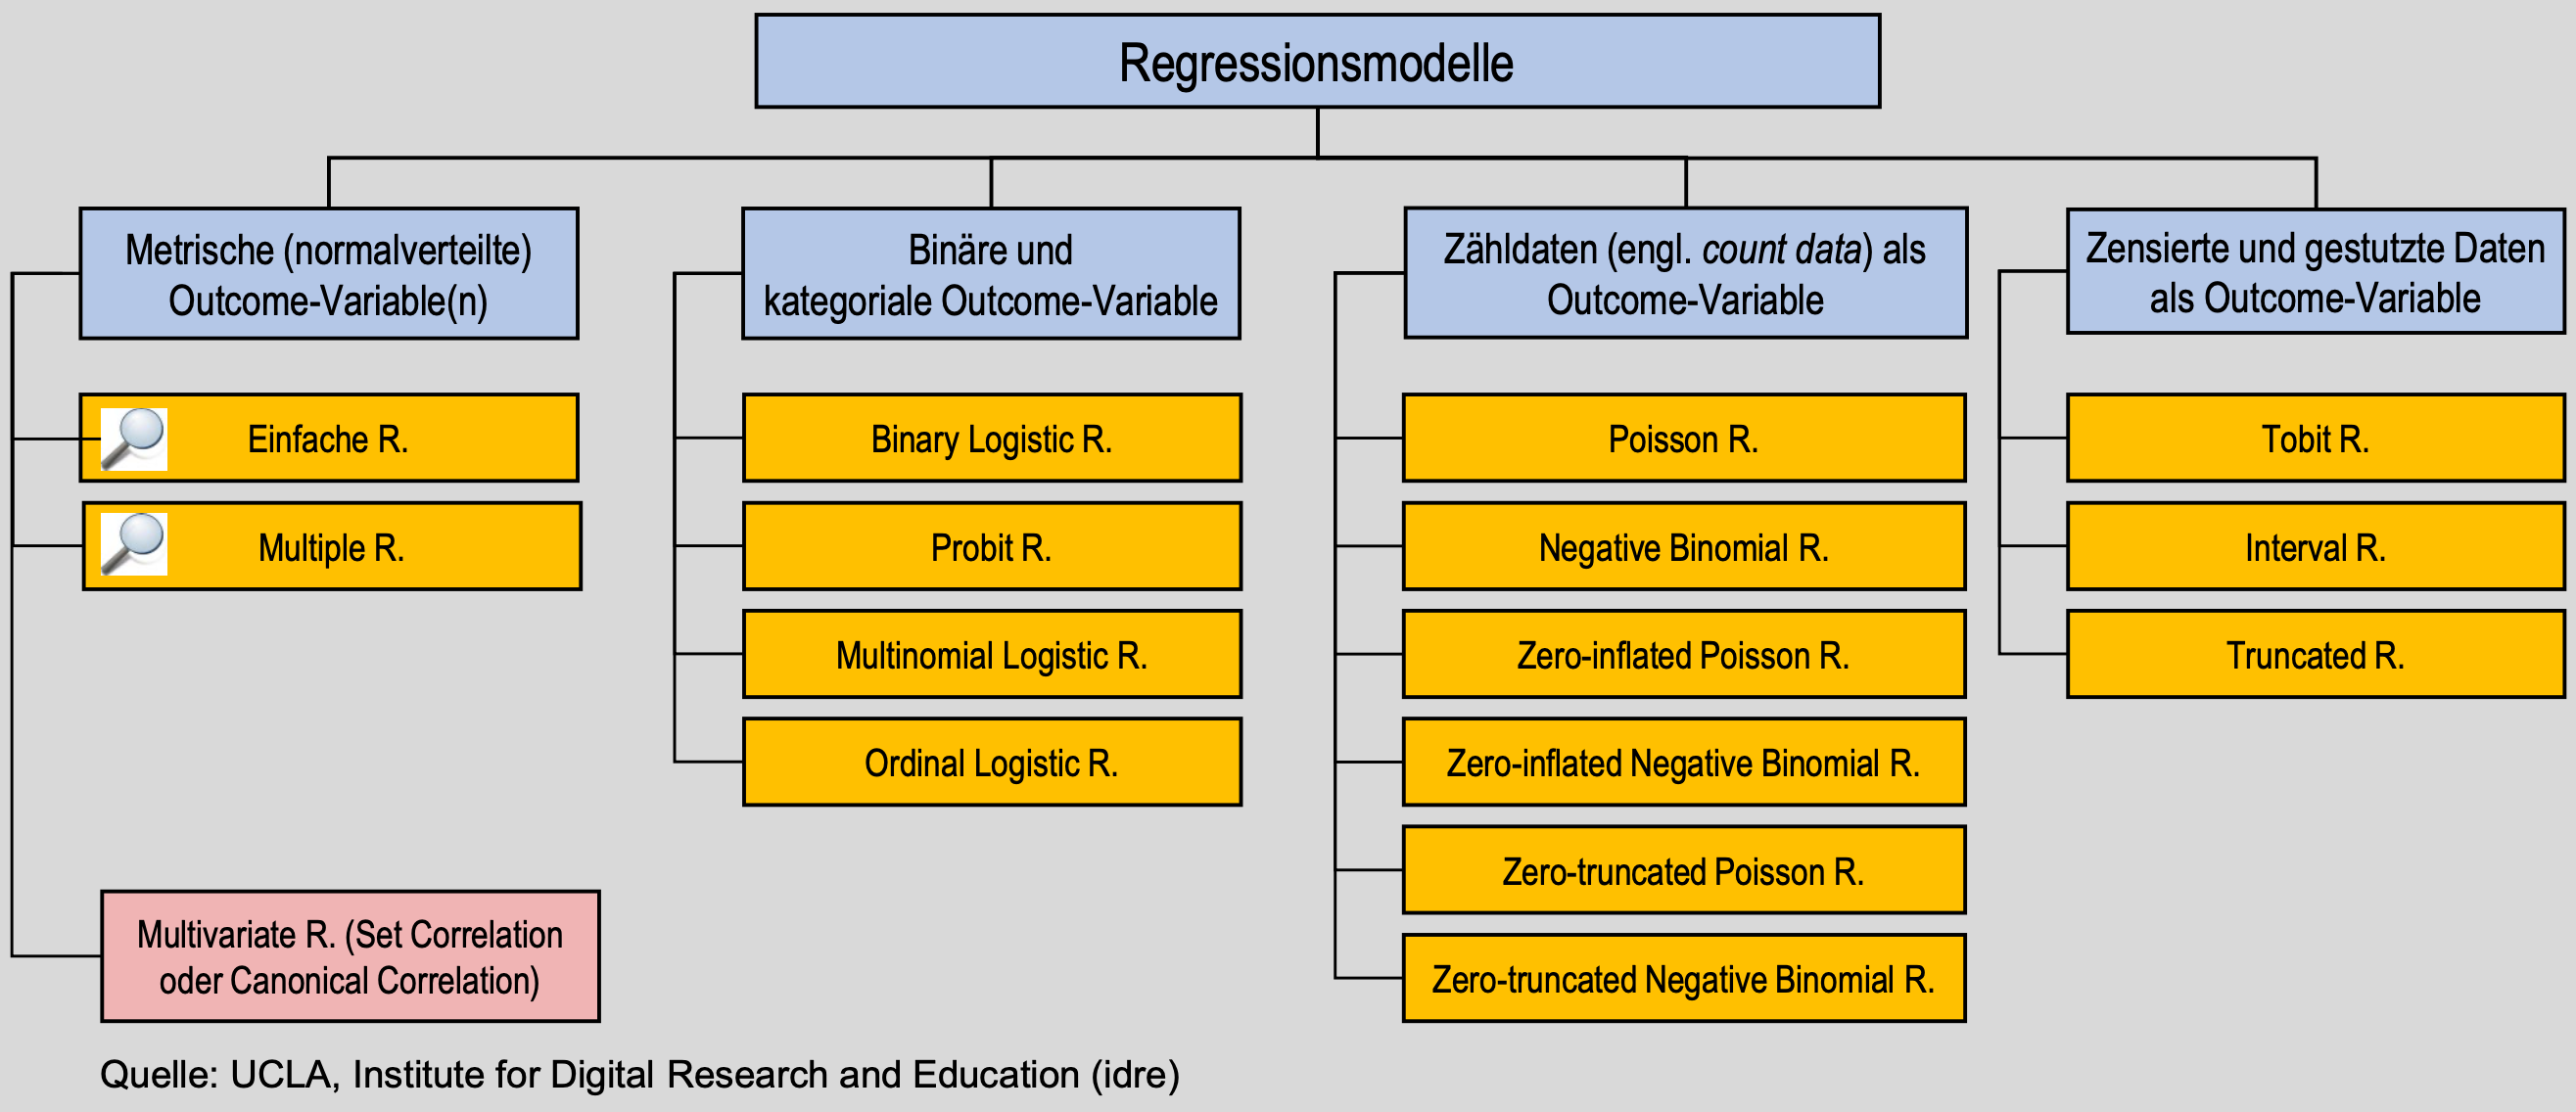 Regressionsmodelle
Metrische (normalverteilte)
Outcome-Variable(n)
Einfache R.
Multiple R.
Multivariate R. (Set Correlation
oder Canonical Correlation)
Binäre und
kategoriale Outcome-Variable
Binary Logistic R.
Probit R.
Multinomial Logistic R.
Ordinal Logistic R.
Zähldaten (engl. count data) als
Outcome-Variable
Poisson R.
Negative Binomial R.
Zero-inflated Poisson R.
Zero-inflated Negative Binomial R.
Zero-truncated Poisson R.
Zero-truncated Negative Binomial R.
Zensierte und gestutzte Daten
als Outcome-Variable
Tobit R.
Interval R.
Truncated R.
Quelle: UCLA, Institute for Digital Research and Education (idre)